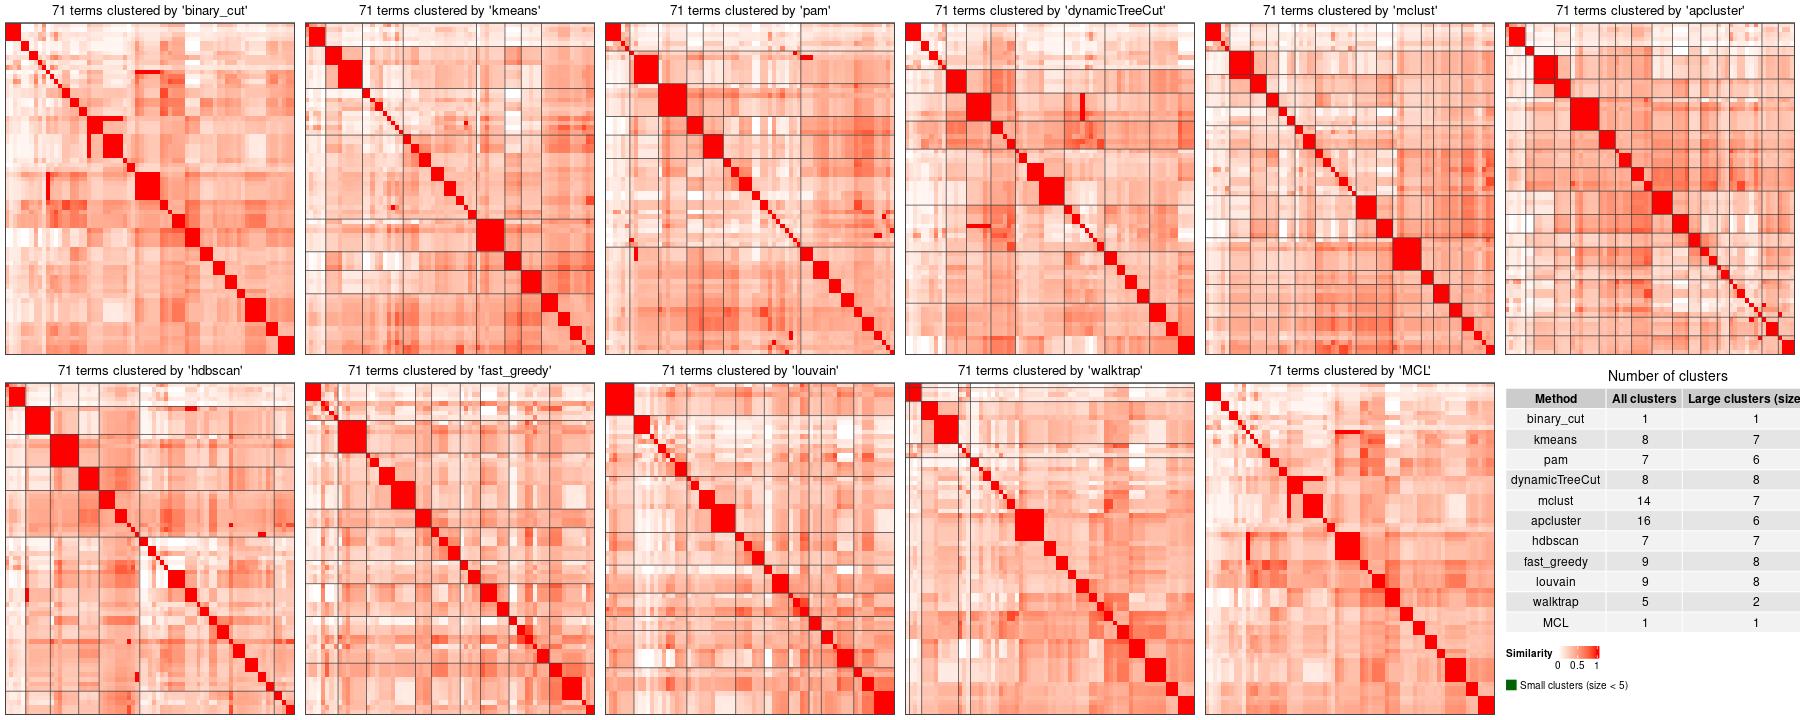 71 terms clustered by 'binary_cut'
71 terms clustered by 'kmeans'
71 terms clustered by 'pam'
71 terms clustered by 'dynamicTreeCut'
71 terms clustered by 'mclust'
71 terms clustered by 'apcluster'
71 terms clustered by 'hdbscan'
71 terms clustered by 'fast_greedy'
71 terms clustered by 'louvain'
71 terms clustered by 'walktrap'
71 terms clustered by 'MCL'
Number of clusters
Method All clusters Large clusters (size
binary_cut 1 1
kmeans 8 7
pam 7 6
dynamicTreeCut 8 8
mclust 14 7
apcluster 16 6
hdbscan 7 7
fast_greedy 9 8
louvain 9 8
walktrap 5 2
MCL 1 1
Similarity
0 0.5 1
Small clusters (size < 5)